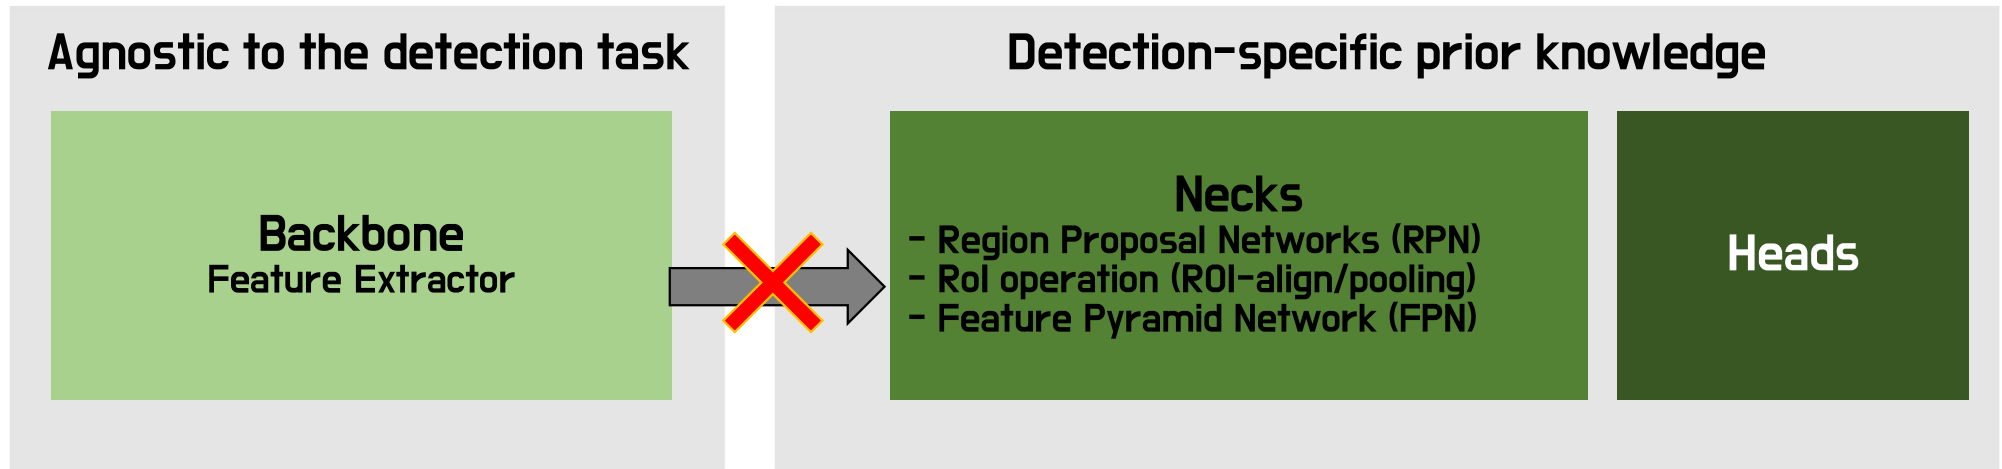 Agnostic to the detection task
Detection-specific prior knowledge
Backbone
Feature Extractor
Necks
- Region Proposal Networks (RPN)
- RoI operation (ROI-align/pooling)
- Feature Pyramid Network (FPN)
Heads